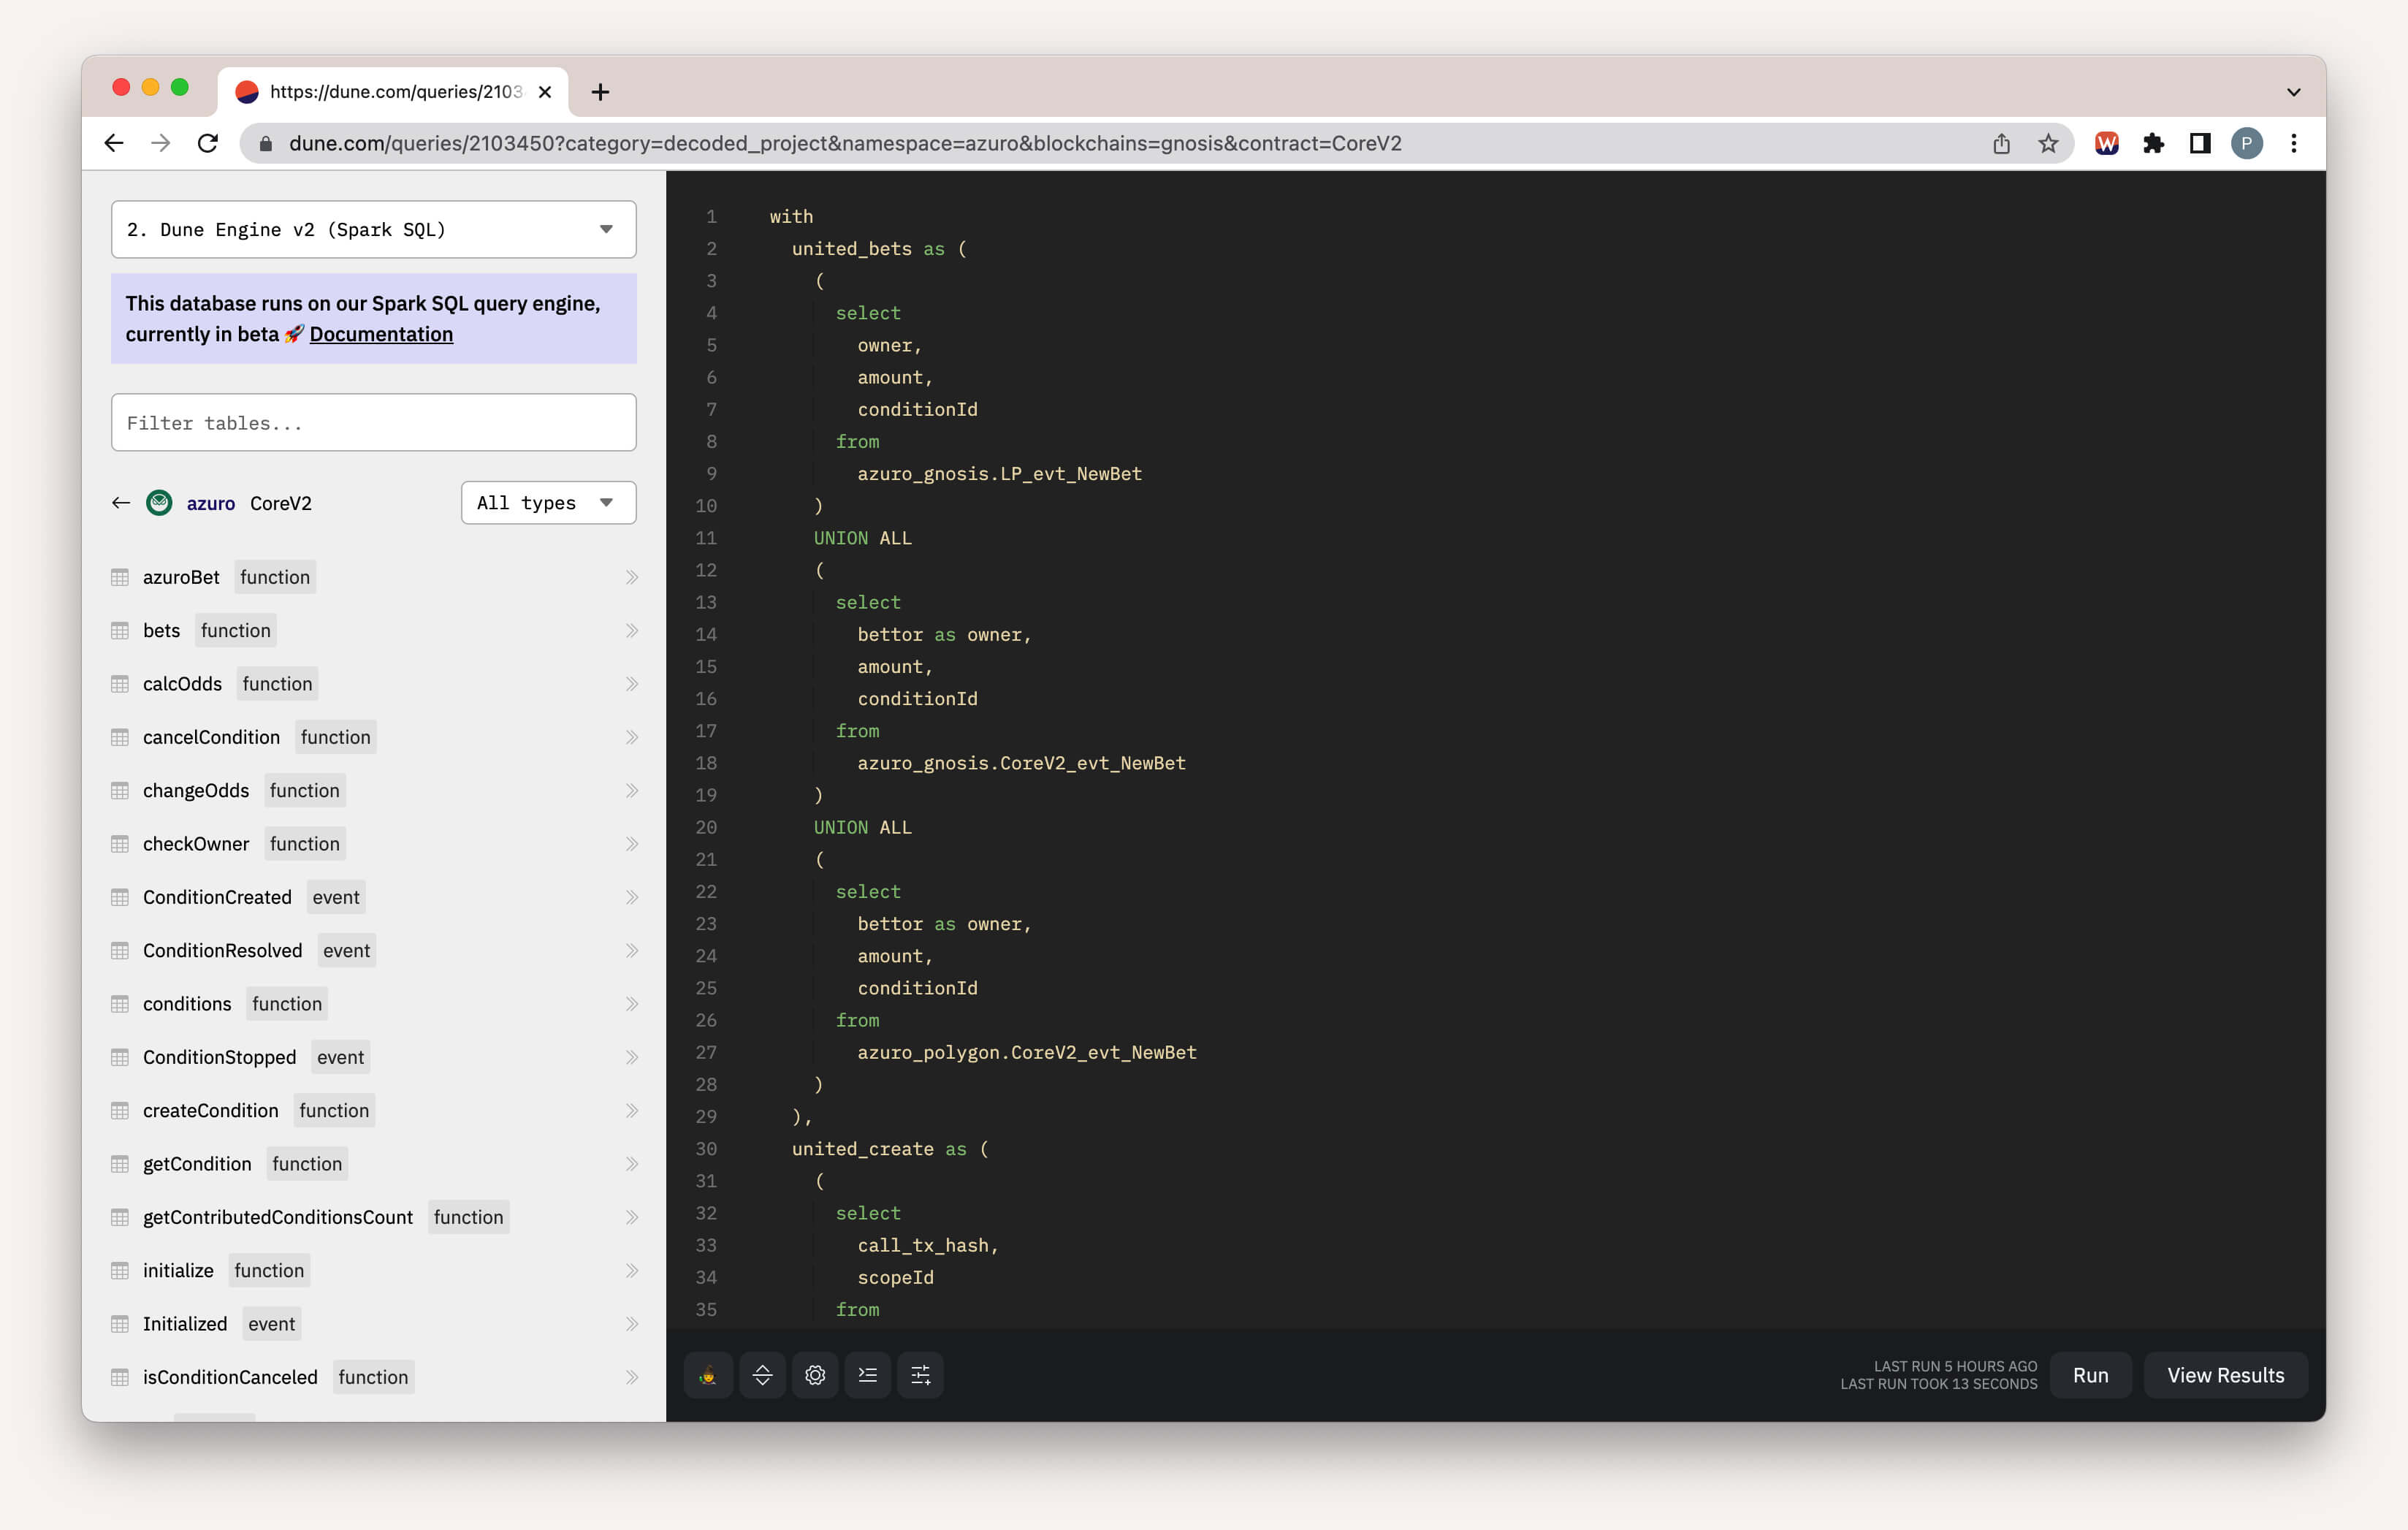 https://dune.com/queries/2103
dune.com/queries/2103450?category=decoded_project&namespace=azuro&blockchains=gnosis&contract=CoreV2
W
P
2. Dune Engine v2 (Spark SQL)
This database runs on our Spark SQL query engine,
currently in beta 🚀 Documentation
Filter tables...
azuro CoreV2
All types
azuroBet function
bets function
calcOdds function
cancelCondition function
changeOdds function
checkOwner function
ConditionCreated event
ConditionResolved event
conditions function
ConditionStopped event
createCondition function
getCondition function
getContributedConditionsCount function
initialize function
Initialized event
isConditionCanceled function
1 with
2 united_bets as (
3 (
4 select
5 owner,
6 amount,
7 conditionId
8 from
9 azuro_gnosis.LP_evt_NewBet
10 )
11 UNION ALL
12 (
13 select
14 bettor as owner,
15 amount,
16 conditionId
17 from
18 azuro_gnosis.CoreV2_evt_NewBet
19 )
20 UNION ALL
21 (
22 select
23 bettor as owner,
24 amount,
25 conditionId
26 from
27 azuro_polygon.CoreV2_evt_NewBet
28 )
29 ),
30 united_create as (
31 (
32 select
33 call_tx_hash,
34 scopeId
35 from
LAST RUN 5 HOURS AGO
LAST RUN TOOK 13 SECONDS
Run
View Results